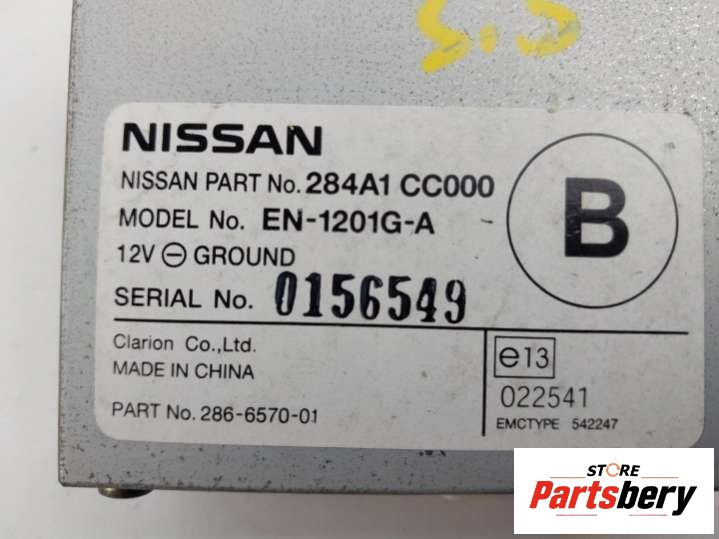 NISSAN
NISSAN PART No. 284A1 CC000
MODEL No. EN-1201G-A
12V ⊖ GROUND
SERIAL No. 0156549
B
Clarion Co.,Ltd.
MADE IN CHINA
PART No. 286-6570-01
e13
022541
EMCTYPE 542247
STORE
Partsbery